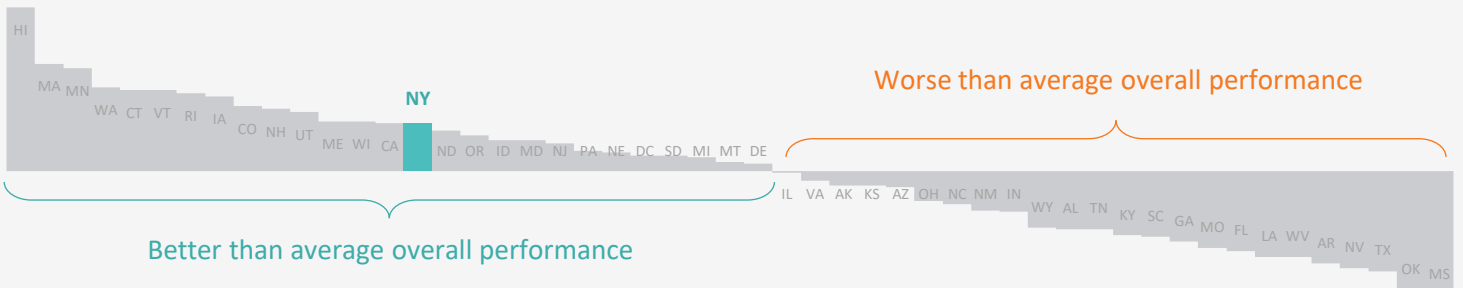 HI
MA MN
WA CT VT RI IA
CO NH UT
ME WI CA
NY
ND OR ID MD NJ PA NE DC SD MI MT DE
Better than average overall performance
Worse than average overall performance
IL VA AK KS AZ OH NC NM IN
WY AL TN KY SC GA MO FL LA WV AR NV TX OK MS